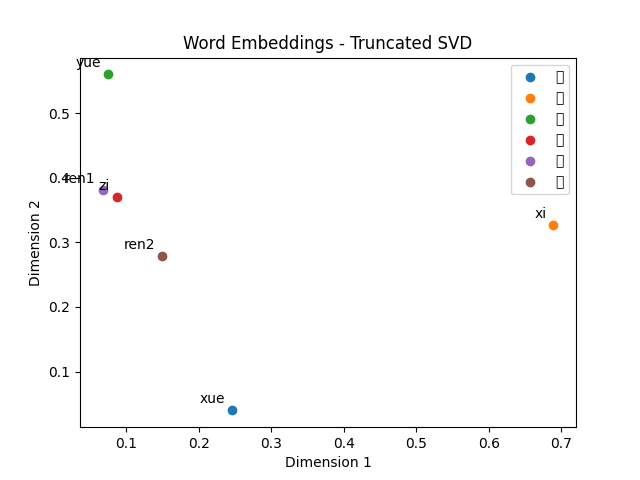 Word Embeddings - Truncated SVD
yue
ren1
zi
ren2
xi
xue
0.5
0.4
0.3
0.2
0.1
Dimension 2
0.1 0.2 0.3 0.4 0.5 0.6 0.7
Dimension 1